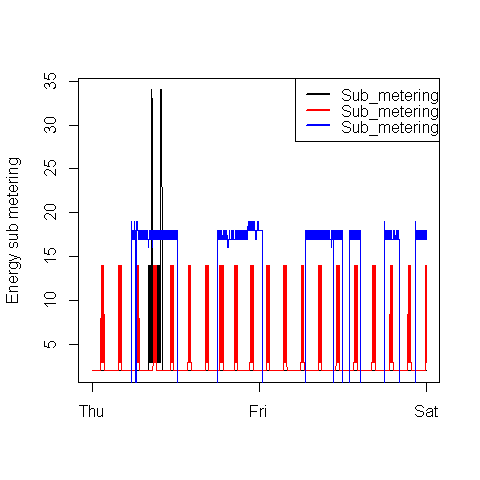 35
30
25
20
15
10
5
Energy sub metering
Sub_metering
Sub_metering
Sub_metering
Thu Fri Sat